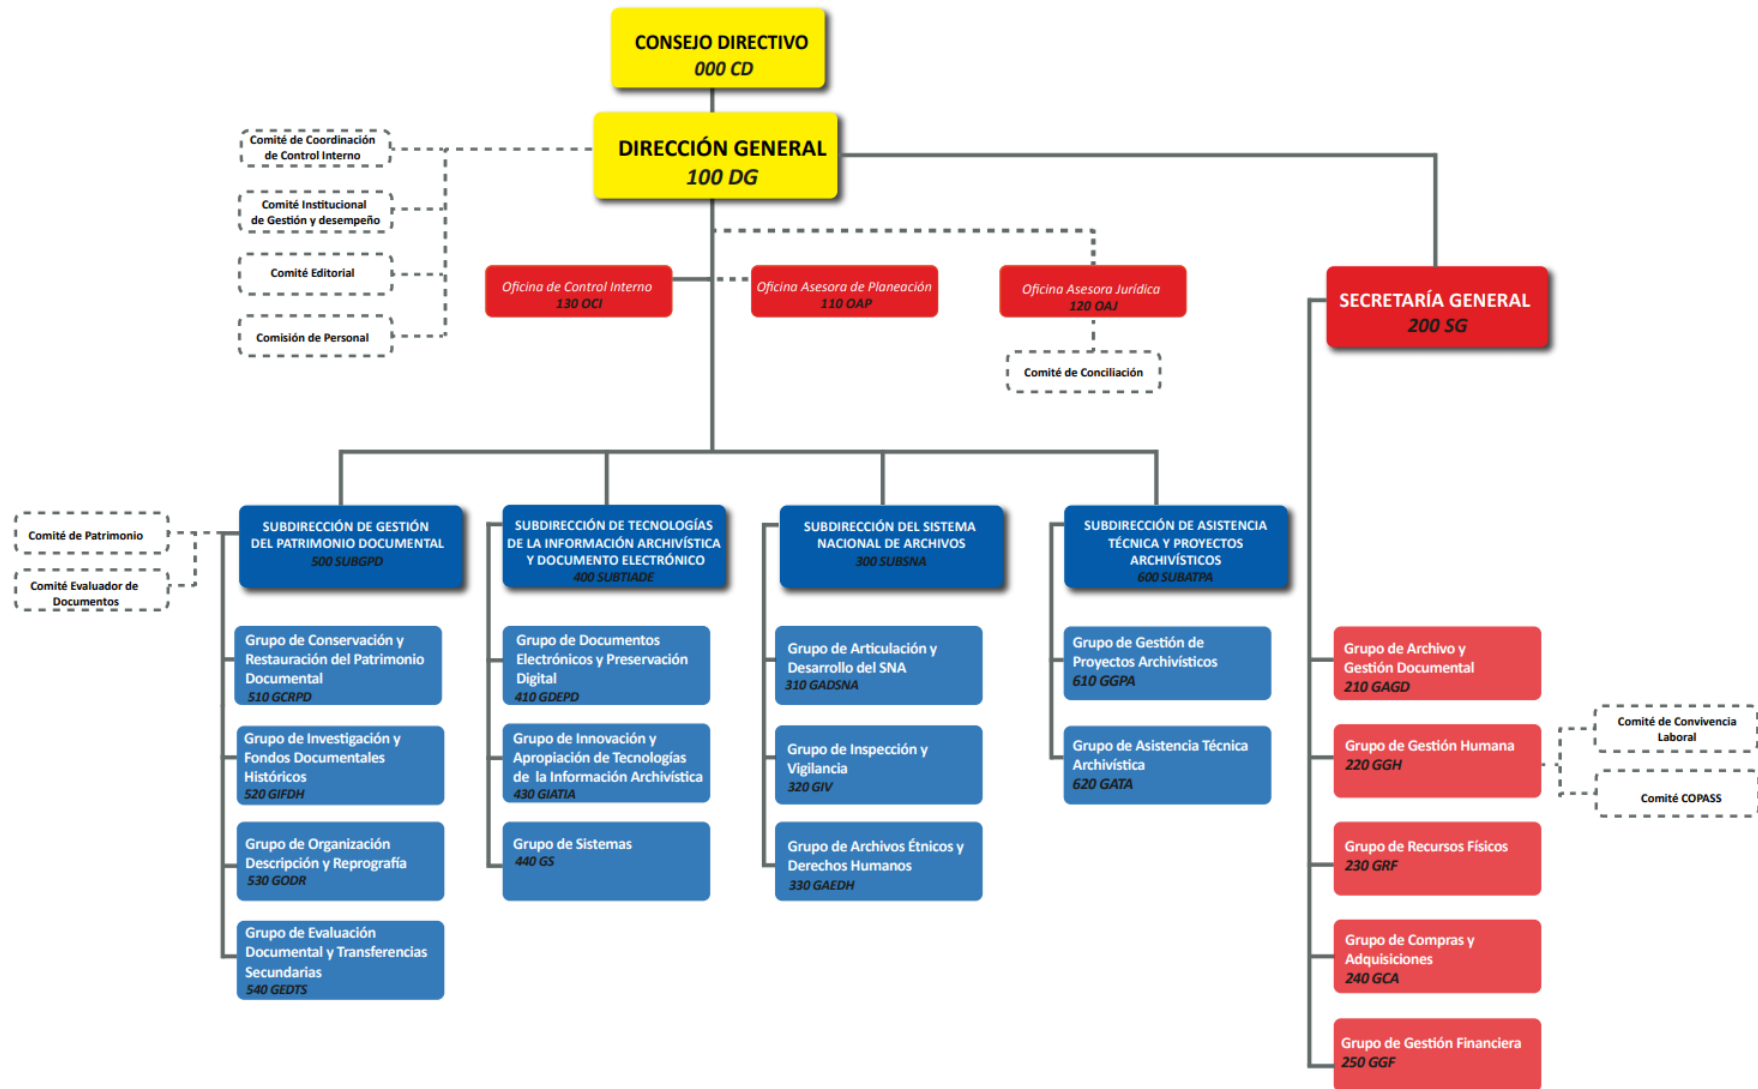 CONSEJO DIRECTIVO
000 CD
DIRECCIÓN GENERAL
100 DG
Comité de Coordinación
de Control Interno
Comité Institucional
de Gestión y desempeño
Comité Editorial
Comisión de Personal
Oficina de Control Interno
130 OCI
Oficina Asesora de Planeación
110 OAP
Oficina Asesora Jurídica
120 OAJ
Comité de Conciliación
SECRETARÍA GENERAL
200 SG
Comité de Patrimonio
Comité Evaluador de
Documentos
SUBDIRECCIÓN DE GESTIÓN
DEL PATRIMONIO DOCUMENTAL
500 SUBGPD
Grupo de Conservación y
Restauración del Patrimonio
Documental
510 GCRPD
Grupo de Investigación y
Fondos Documentales
Históricos
520 GIFDH
Grupo de Organización
Descripción y Reprografía
530 GODR
Grupo de Evaluación
Documental y Transferencias
Secundarias
540 GEDTS
SUBDIRECCIÓN DE TECNOLOGÍAS
DE LA INFORMACIÓN ARCHIVÍSTICA
Y DOCUMENTO ELECTRÓNICO
400 SUBTIADE
Grupo de Documentos
Electrónicos y Preservación
Digital
410 GDEPD
Grupo de Innovación y
Apropiación de Tecnologías
de la Información Archivística
430 GIATIA
Grupo de Sistemas
440 GS
SUBDIRECCIÓN DEL SISTEMA
NACIONAL DE ARCHIVOS
300 SUBSNA
Grupo de Articulación y
Desarrollo del SNA
310 GADSNA
Grupo de Inspección y
Vigilancia
320 GIV
Grupo de Archivos Étnicos y
Derechos Humanos
330 GAEDH
SUBDIRECCIÓN DE ASISTENCIA
TÉCNICA Y PROYECTOS
ARCHIVÍSTICOS
600 SUBATPA
Grupo de Gestión de
Proyectos Archivísticos
610 GGPA
Grupo de Asistencia Técnica
Archivística
620 GATA
Grupo de Archivo y
Gestión Documental
210 GAGD
Grupo de Gestión Humana
220 GGH
Comité de Convivencia
Laboral
Comité COPASS
Grupo de Recursos Físicos
230 GRF
Grupo de Compras y
Adquisiciones
240 GCA
Grupo de Gestión Financiera
250 GGF